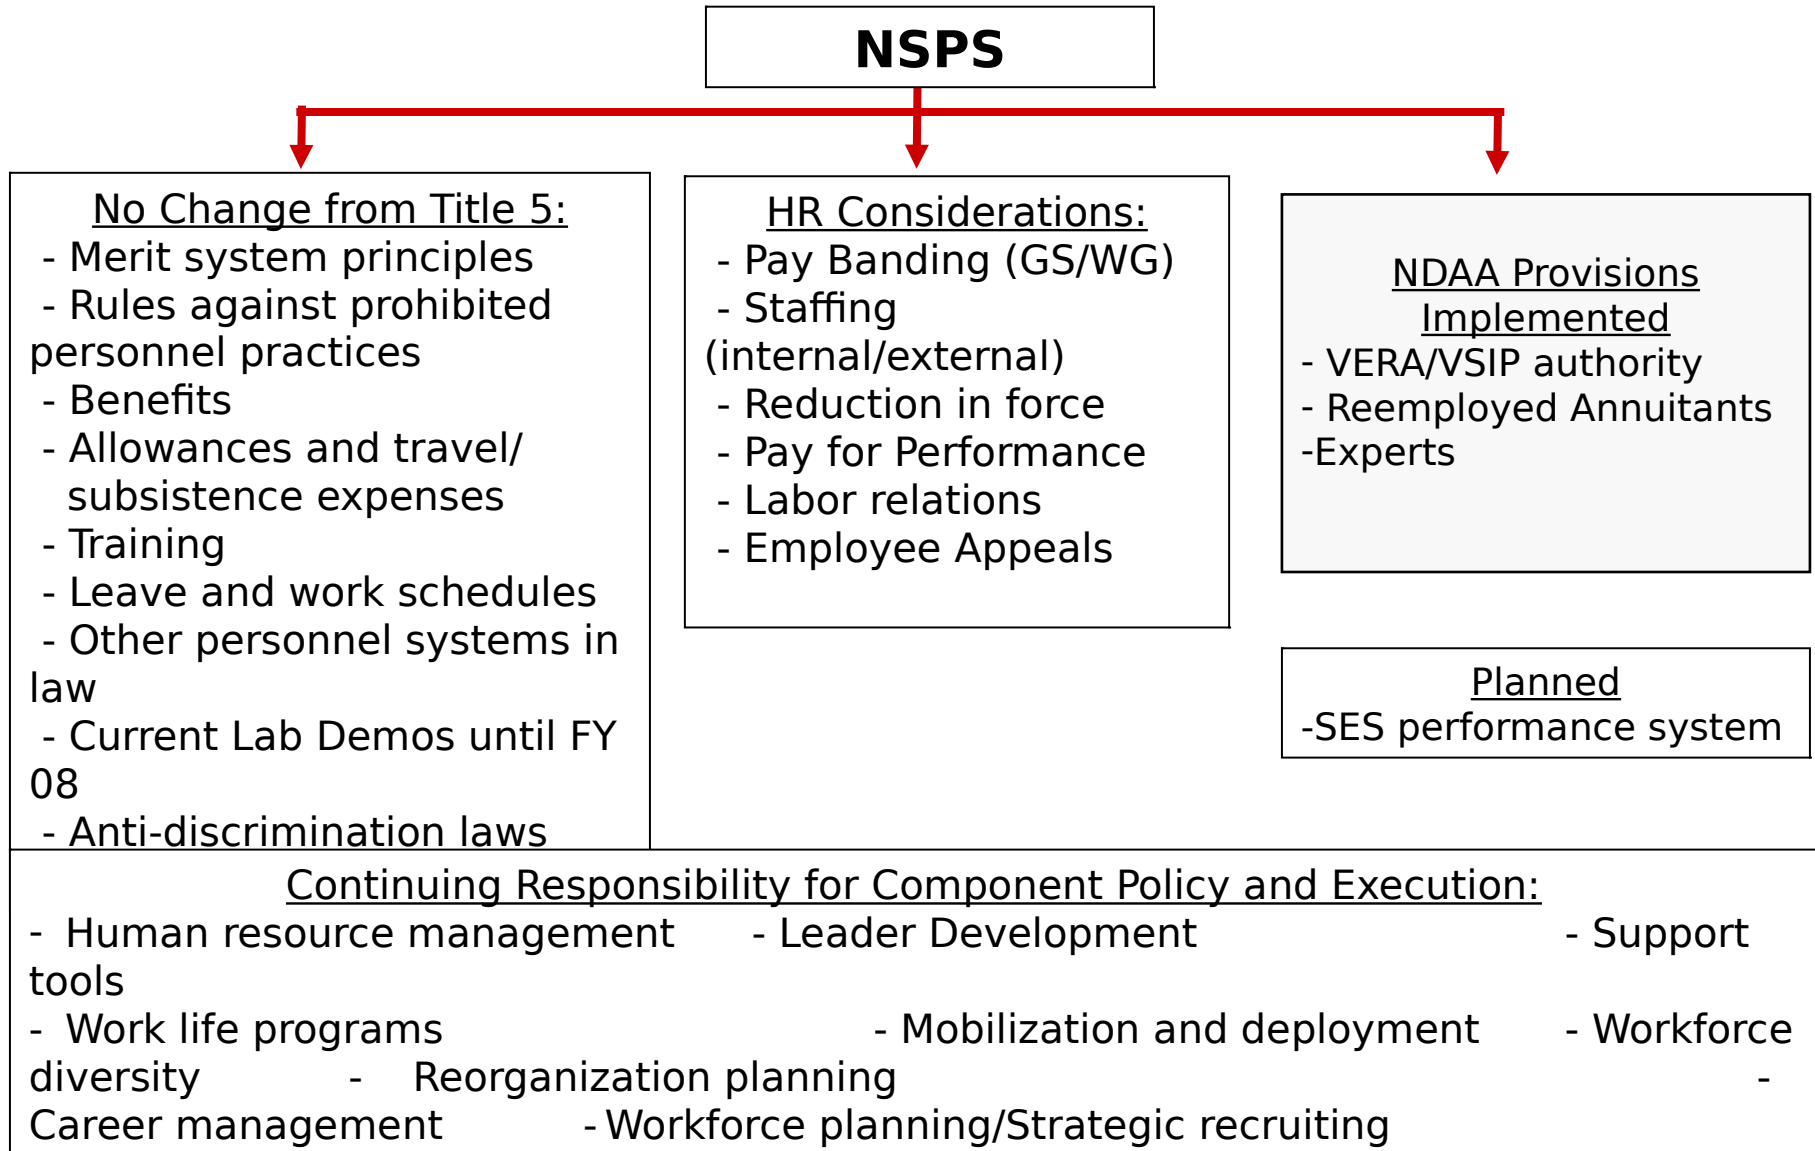 NSPS
No Change from Title 5:
- Merit system principles
- Rules against prohibited
personnel practices
- Benefits
- Allowances and travel/
subsistence expenses
- Training
- Leave and work schedules
- Other personnel systems in
law
- Current Lab Demos until FY
08
- Anti-discrimination laws
HR Considerations:
- Pay Banding (GS/WG)
- Staffing
(internal/external)
- Reduction in force
- Pay for Performance
- Labor relations
- Employee Appeals
NDAA Provisions
Implemented
- VERA/VSIP authority
- Reemployed Annuitants
-Experts
Planned
-SES performance system
Continuing Responsibility for Component Policy and Execution:
- Human resource management - Leader Development - Support
tools
- Work life programs - Mobilization and deployment - Workforce
diversity - Reorganization planning -
Career management - Workforce planning/Strategic recruiting